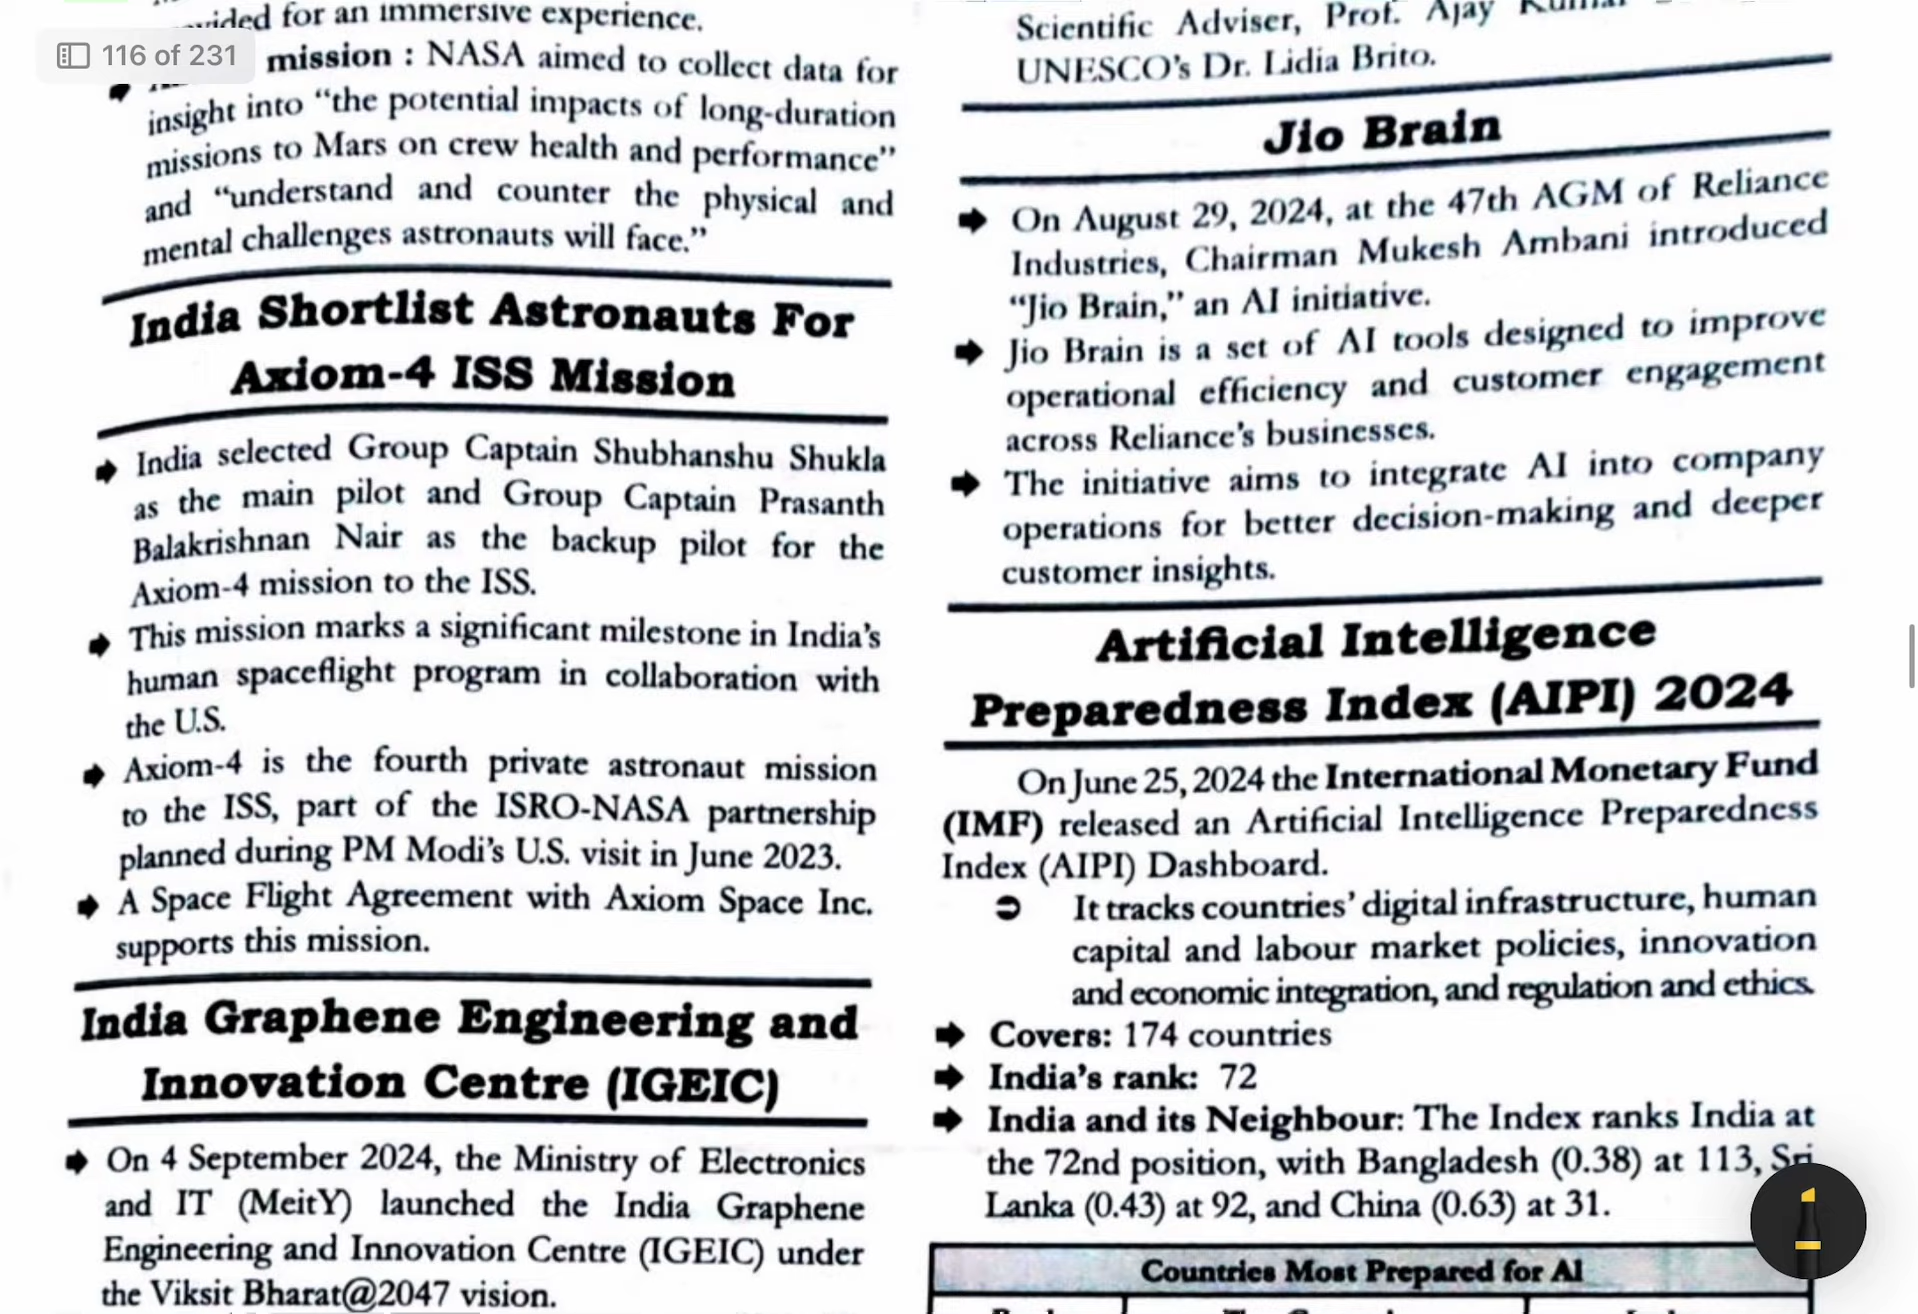 116 of 231
for an immersive experience.
mission : NASA aimed to collect data for
insight into “the potential impacts of long-duration
missions to Mars on crew health and performance”
and “understand and counter the physical and
mental challenges astronauts will face.”
India Shortlist Astronauts For
Axiom-4 ISS Mission
India selected Group Captain Shubhanshu Shukla
as the main pilot and Group Captain Prasanth
Balakrishnan Nair as the backup pilot for the
Axiom-4 mission to the ISS.
This mission marks a significant milestone in India’s
human spaceflight program in collaboration with
the U.S.
Axiom-4 is the fourth private astronaut mission
to the ISS, part of the ISRO-NASA partnership
planned during PM Modi’s U.S. visit in June 2023.
A Space Flight Agreement with Axiom Space Inc.
supports this mission.
India Graphene Engineering and
Innovation Centre (IGEIC)
On 4 September 2024, the Ministry of Electronics
and IT (MeitY) launched the India Graphene
Engineering and Innovation Centre (IGEIC) under
the Viksit Bharat@2047 vision.
Scientific Adviser, Prof. Ajay
UNESCO’s Dr. Lidia Brito.
Jio Brain
On August 29, 2024, at the 47th AGM of Reliance
Industries, Chairman Mukesh Ambani introduced
“Jio Brain,” an AI initiative.
Jio Brain is a set of AI tools designed to improve
operational efficiency and customer engagement
across Reliance’s businesses.
The initiative aims to integrate AI into company
operations for better decision-making and deeper
customer insights.
Artificial Intelligence
Preparedness Index (AIPI) 2024
On June 25, 2024 the International Monetary Fund
(IMF) released an Artificial Intelligence Preparedness
Index (AIPI) Dashboard.
It tracks countries’ digital infrastructure, human
capital and labour market policies, innovation
and economic integration, and regulation and ethics.
Covers: 174 countries
India’s rank: 72
India and its Neighbour: The Index ranks India at
the 72nd position, with Bangladesh (0.38) at 113, Sri
Lanka (0.43) at 92, and China (0.63) at 31.
Countries Most Prepared for AI